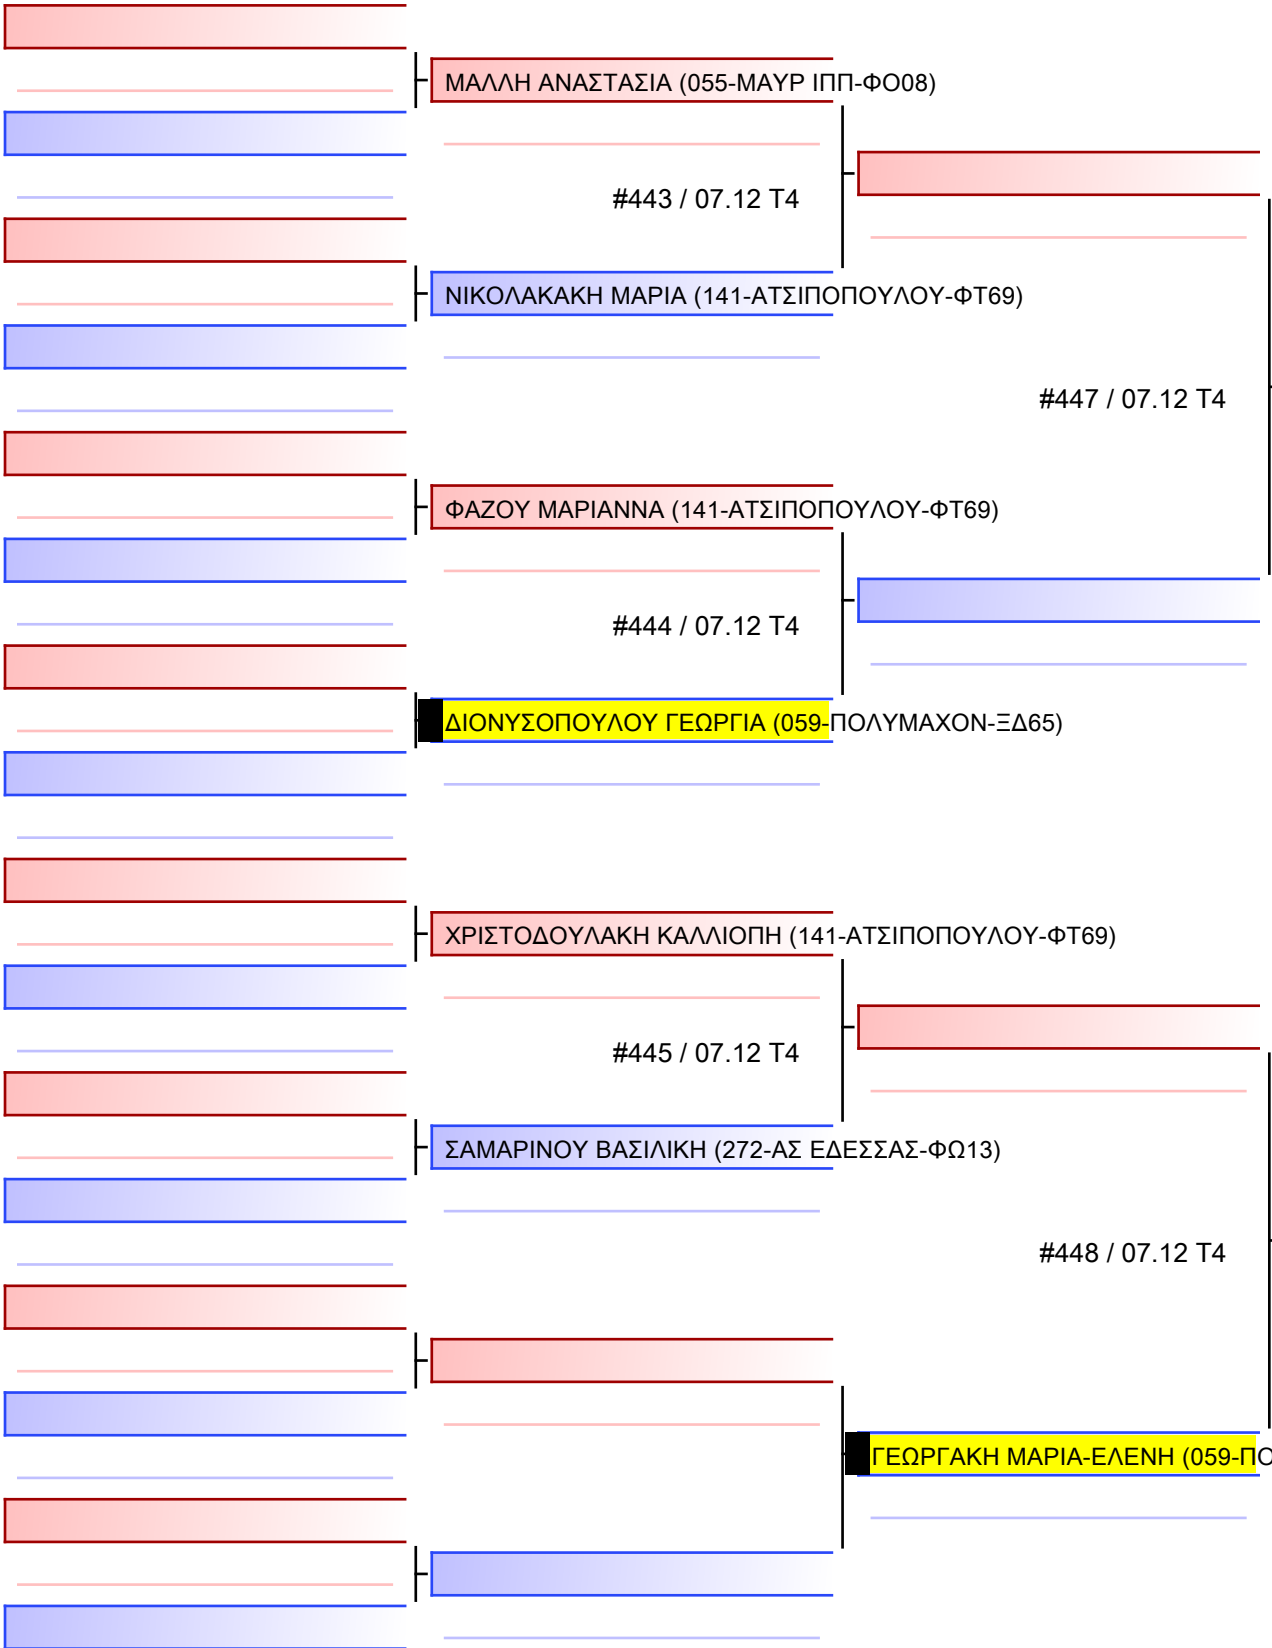 ΜΑΛΛΗ ΑΝΑΣΤΑΣΙΑ (055-ΜΑΥΡ ΙΠΠ-ΦΟ08)
#443 / 07.12 T4
ΝΙΚΟΛΑΚΑΚΗ ΜΑΡΙΑ (141-ΑΤΣΙΠΟΠΟΥΛΟΥ-ΦΤ69)
#447 / 07.12 T4
ΦΑΖΟΥ ΜΑΡΙΑΝΝΑ (141-ΑΤΣΙΠΟΠΟΥΛΟΥ-ΦΤ69)
#444 / 07.12 T4
ΔΙΟΝΥΣΟΠΟΥΛΟΥ ΓΕΩΡΓΙΑ (059-ΠΟΛΥΜΑΧΟΝ-ΞΔ65)
ΧΡΙΣΤΟΔΟΥΛΑΚΗ ΚΑΛΛΙΟΠΗ (141-ΑΤΣΙΠΟΠΟΥΛΟΥ-ΦΤ69)
#445 / 07.12 T4
ΣΑΜΑΡΙΝΟΥ ΒΑΣΙΛΙΚΗ (272-ΑΣ ΕΔΕΣΣΑΣ-ΦΩ13)
#448 / 07.12 T4
ΓΕΩΡΓΑΚΗ ΜΑΡΙΑ-ΕΛΕΝΗ (059-ΠΟ